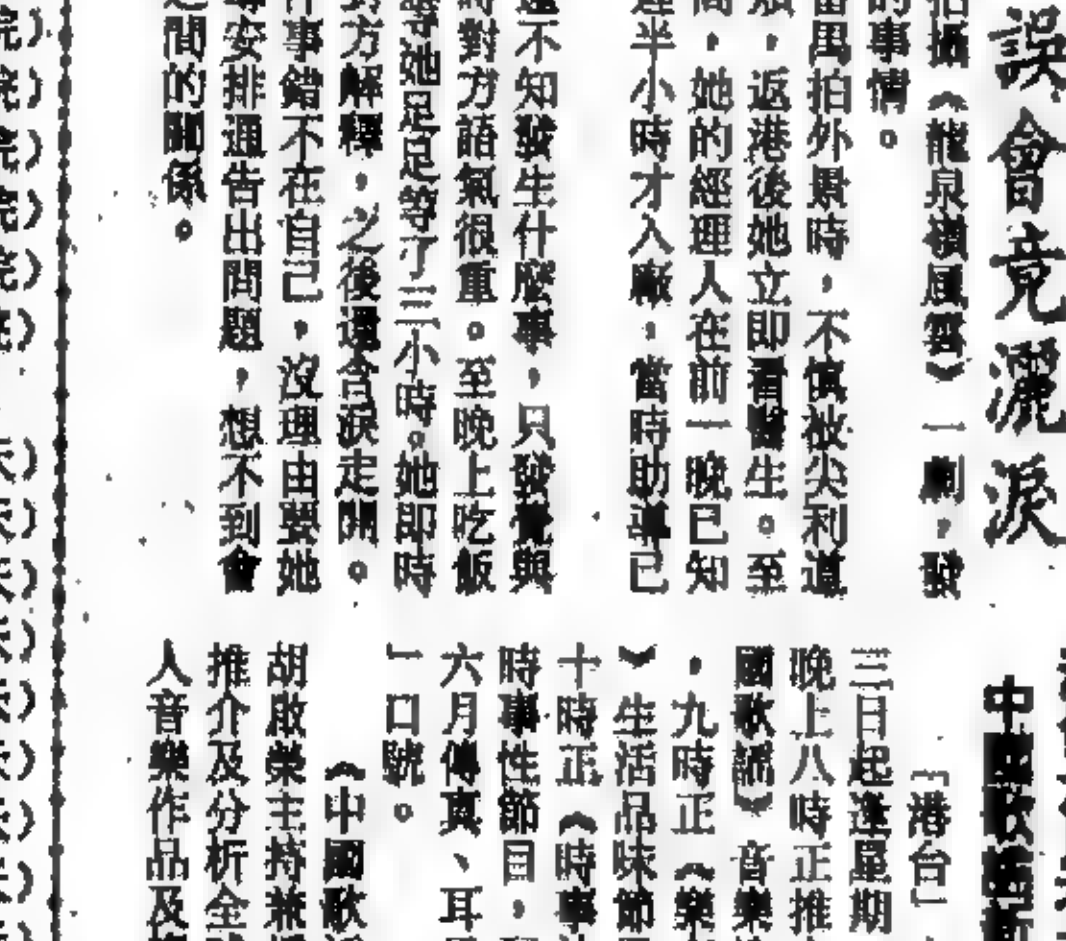 誤會竟灑淚
拍攝《龍泉嶺風雲》一劇，發
的事情。
番禺拍外景時，不慎被尖利道
，返港後她立即看醫生。至
，她的經理人在前一晚已知
遲半小時才入廠，當時助導已
還不知發生什麼事，只發覺與
時對方語氣很重。至晚上吃飯
她足足等了三小時。她即時
對方解釋，之後還含淚走開。
件事錯不在自己，沒理由要她
安排通告出問題，想不到會
之間的關係。
中國歌
「港台」
三日起逢星期
晚上八時正推
國歌謠》音樂
，九時正《樂
》生活品味節
十時正《時事
時事性節目，
六月傳真、耳
一口號。
《中國歌
胡啟榮主持兼
推介及分析全
人音樂作品及